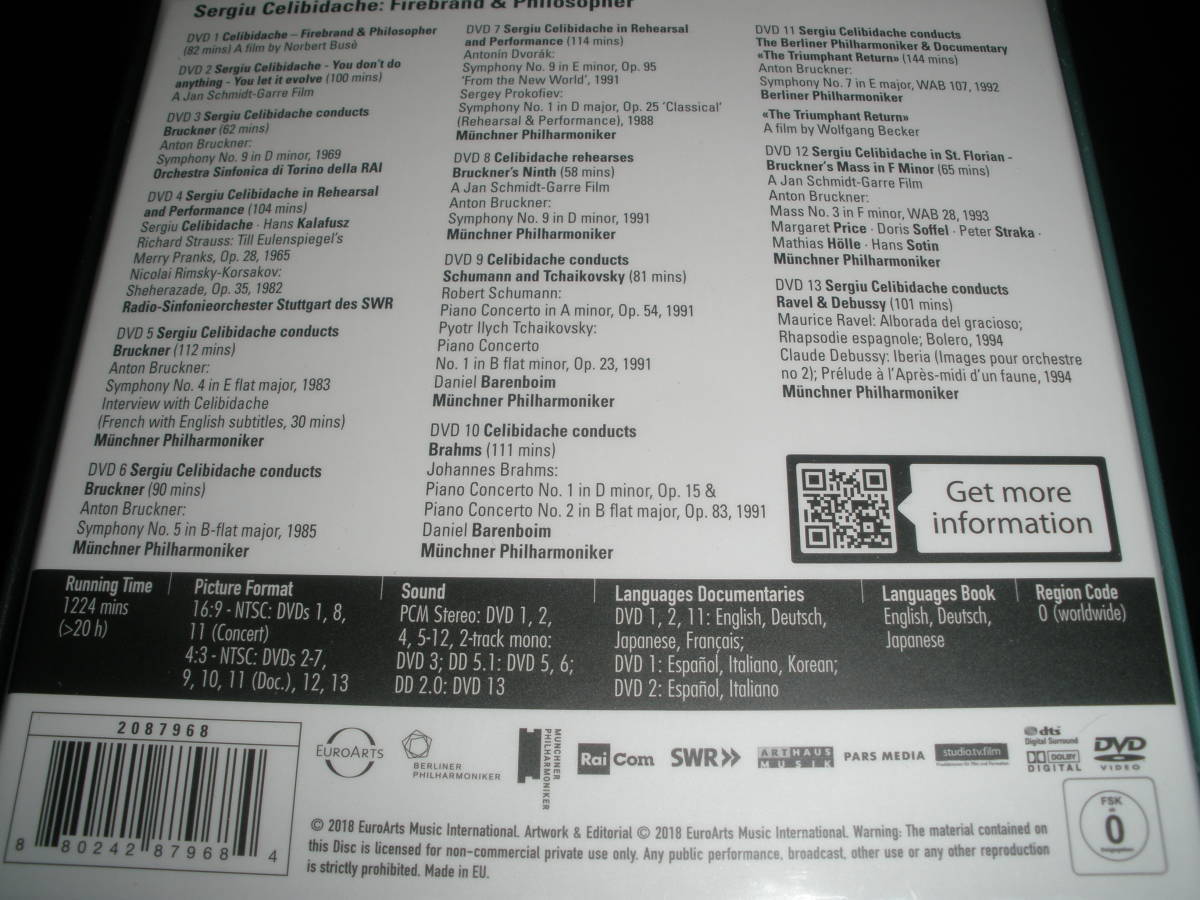 Sergiu Celibidache: Firebrand & Philosopher
DVD 1 Celibidache – Firebrand & Philosopher
(82 mins) A film by Norbert Busè
DVD 2 Sergiu Celibidache - You don't do
anything - You let it evolve (100 mins)
A Jan Schmidt-Garre Film
DVD 3 Sergiu Celibidache conducts
Bruckner (62 mins)
Anton Bruckner:
Symphony No. 9 in D minor, 1969
Orchestra Sinfonica di Torino della RAI
DVD 4 Sergiu Celibidache in Rehearsal
and Performance (104 mins)
Sergiu Celibidache · Hans Kalafusz
Richard Strauss: Till Eulenspiegel's
Merry Pranks, Op. 28, 1965
Nicolai Rimsky-Korsakov:
Sheherazade, Op. 35, 1982
Radio-Sinfonieorchester Stuttgart des SWR
DVD 5 Sergiu Celibidache conducts
Bruckner (112 mins)
Anton Bruckner:
Symphony No. 4 in E flat major, 1983
Interview with Celibidache
(French with English subtitles, 30 mins)
Münchner Philharmoniker
DVD 6 Sergiu Celibidache conducts
Bruckner (90 mins)
Anton Bruckner:
Symphony No. 5 in B-flat major, 1985
Münchner Philharmoniker
DVD 7 Sergiu Celibidache in Rehearsal
and Performance (114 mins)
Antonin Dvorák:
Symphony No. 9 in E minor, Op. 95
'From the New World', 1991
Sergey Prokofiev:
Symphony No. 1 in D major, Op. 25 'Classical'
(Rehearsal & Performance), 1988
Münchner Philharmoniker
DVD 8 Celibidache rehearses
Bruckner's Ninth (58 mins)
A Jan Schmidt-Garre Film
Anton Bruckner:
Symphony No. 9 in D minor, 1991
Münchner Philharmoniker
DVD 9 Celibidache conducts
Schumann and Tchaikovsky (81 mins)
Robert Schumann:
Piano Concerto in A minor, Op. 54, 1991
Pyotr Ilych Tchaikovsky:
Piano Concerto
No. 1 in B flat minor, Op. 23, 1991
Daniel Barenboim
Münchner Philharmoniker
DVD 10 Celibidache conducts
Brahms (111 mins)
Johannes Brahms:
Piano Concerto No. 1 in D minor, Op. 15 &
Piano Concerto No. 2 in B flat major, Op. 83, 1991
Daniel Barenboim
Münchner Philharmoniker
DVD 11 Sergiu Celibidache conducts
The Berliner Philharmoniker & Documentary
«The Triumphant Return» (144 mins)
Anton Bruckner:
Symphony No. 7 in E major, WAB 107, 1992
Berliner Philharmoniker
«The Triumphant Return»
A film by Wolfgang Becker
DVD 12 Sergiu Celibidache in St. Florian -
Bruckner's Mass in F Minor (65 mins)
A Jan Schmidt-Garre Film
Anton Bruckner:
Mass No. 3 in F minor, WAB 28, 1993
Margaret Price · Doris Soffel · Peter Straka ·
Mathias Hölle · Hans Sotin
Münchner Philharmoniker
DVD 13 Sergiu Celibidache conducts
Ravel & Debussy (101 mins)
Maurice Ravel: Alborada del gracioso;
Rhapsodie espagnole; Bolero, 1994
Claude Debussy: Iberia (Images pour orchestre
no 2); Prélude à l'Après-midi d'un faune, 1994
Münchner Philharmoniker
Get more
information
Running Time
1224 mins
(>20 h)
Picture Format
16:9 - NTSC: DVDs 1, 8,
11 (Concert)
4:3 - NTSC: DVDs 2-7,
9, 10, 11 (Doc.), 12, 13
Sound
PCM Stereo: DVD 1, 2,
4, 5-12, 2-track mono:
DVD 3; DD 5.1: DVD 5, 6;
DD 2.0: DVD 13
Languages Documentaries
DVD 1, 2, 11: English, Deutsch,
Japanese, Français;
DVD 1: Español, Italiano, Korean;
DVD 2: Español, Italiano
Languages Book
English, Deutsch,
Japanese
Region Code
0 (worldwide)
2087968
8 80242 87968 4
EUROARTS
BERLINER
PHILHARMONIKER
MÜNCHNER
PHILHARMONIKER
Rai Com
SWR»
ARTHAUS
MUSIK
PARS MEDIA
studio.tv.film
dts
Digital Surround
DOLBY
DIGITAL
DVD
VIDEO
FSK
ab
0
freigegeben
© 2018 EuroArts Music International. Artwork & Editorial © 2018 EuroArts Music International. Warning: The material contained on
this Disc is licensed for non-commercial private use only. Any public performance, broadcast, other use or any other reproduction
is strictly prohibited. Made in EU.